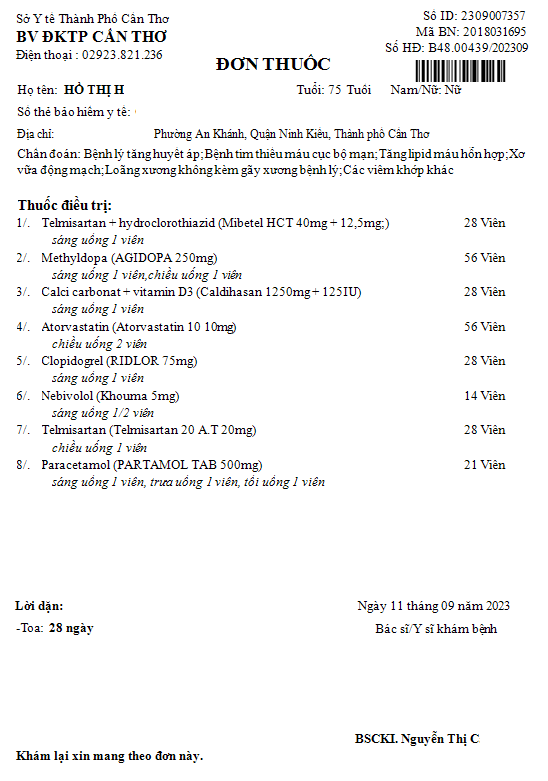 Sở Y tế Thành Phố Cần Thơ
Số ID: 2309007357
BV ĐKTP CẦN THƠ
Mã BN: 2018031695
Điện thoại : 02923.821.236
Số HĐ: B48.00439/202309
ĐƠN THUỐC
Họ tên: HỒ THỊ H Tuổi: 75 Tuổi Nam/Nữ: Nữ
Số thẻ bảo hiểm y tế:
Địa chỉ: Phường An Khánh, Quận Ninh Kiều, Thành phố Cần Thơ
Chẩn đoán: Bệnh lý tăng huyết áp;Bệnh tim thiếu máu cục bộ mạn;Tăng lipid máu hỗn hợp;Xơ
vữa động mạch;Loãng xương không kèm gãy xương bệnh lý;Các viêm khớp khác
Thuốc điều trị:
1/. Telmisartan + hydroclorothiazid (Mibetel HCT 40mg + 12,5mg;) 28 Viên
sáng uống 1 viên
2/. Methyldopa (AGIDOPA 250mg) 56 Viên
sáng uống 1 viên,chiều uống 1 viên
3/. Calci carbonat + vitamin D3 (Caldihasan 1250mg + 125IU) 28 Viên
sáng uống 1 viên
4/. Atorvastatin (Atorvastatin 10 10mg) 56 Viên
chiều uống 2 viên
5/. Clopidogrel (RIDLOR 75mg) 28 Viên
sáng uống 1 viên
6/. Nebivolol (Khouma 5mg) 14 Viên
sáng uống 1/2 viên
7/. Telmisartan (Telmisartan 20 A.T 20mg) 28 Viên
chiều uống 1 viên
8/. Paracetamol (PARTAMOL TAB 500mg) 21 Viên
sáng uống 1 viên, trưa uống 1 viên, tối uống 1 viên
Lời dặn:
Ngày 11 tháng 09 năm 2023
-Toa: 28 ngày
Bác sĩ/Y sĩ khám bệnh
BSCKI. Nguyễn Thị C
Khám lại xin mang theo đơn này.